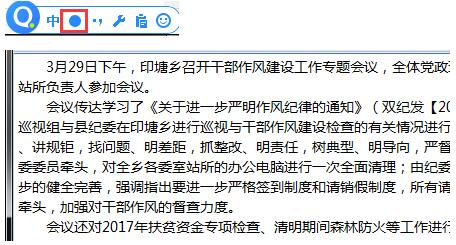 中
3月29日下午，印塘乡召开干部作风建设工作专题会议，全体党政
站所负责人参加会议。
会议传达学习了《关于进一步严明作风纪律的通知》（双纪发【20
巡视组与县纪委在印塘乡进行巡视与干部作风建设检查的有关情况进行
、讲规矩，找问题、明差距，抓整改、明责任，树典型、明导向，严督
委委员牵头，对全乡各委室站所的办公电脑进行一次全面清理；由纪委
步的健全完善，强调指出要进一步严格签到制度和请销假制度，所有请
牵头，加强对干部作风的督查力度。
会议还对2017年扶贫资金专项检查、清明期间森林防火等工作进行